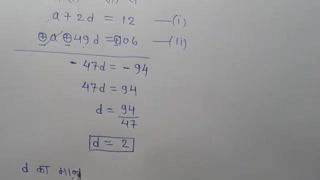 a + 2d = 12 —(i)
a + 49d = 106 —(ii)
- 47d = - 94
47d = 94
d = 94/47
d = 2
d का मान